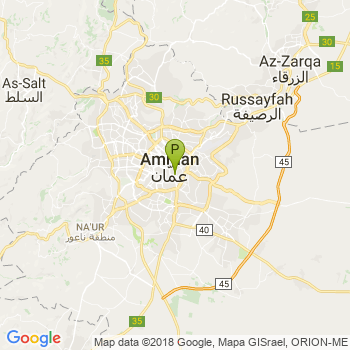 25
Az-Zarqa
الزرقاء
35
30
15
As-Salt
السلط
30
Russayfah
الرصيفة
P
Amman
عمان
45
NA'UR
منطقة ناعور
40
45
35
Google
Map data ©2018 Google, Mapa GISrael, ORION-ME